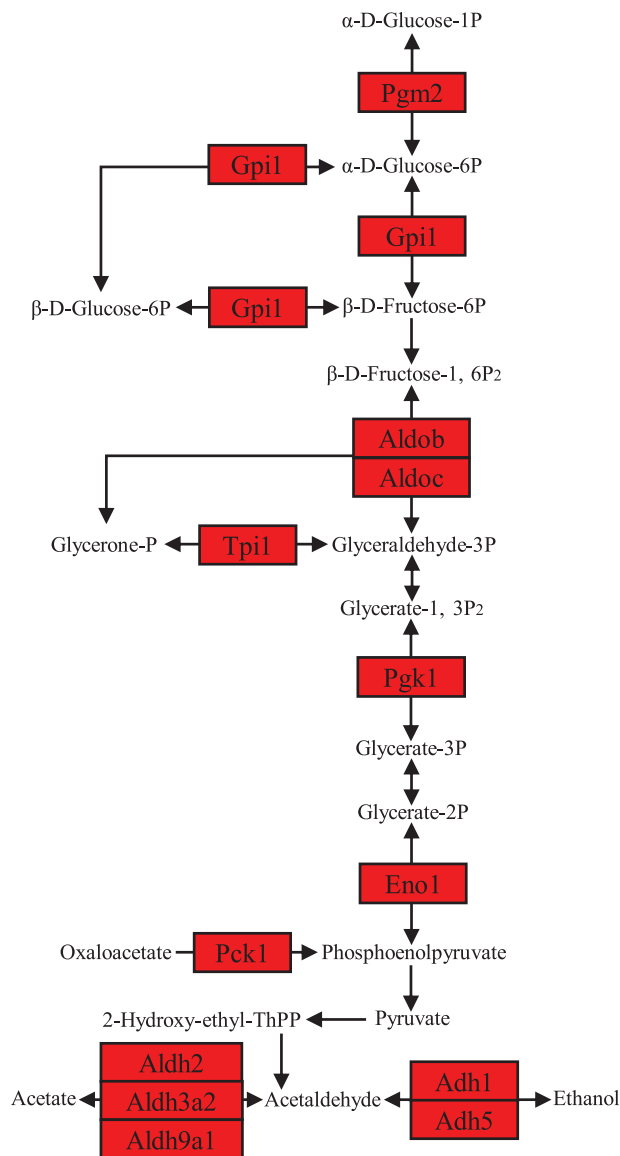 α-D-Glucose-1P
Pgm2
Gpi1
α-D-Glucose-6P
Gpi1
β-D-Glucose-6P
Gpi1
β-D-Fructose-6P
β-D-Fructose-1, 6P2
Aldob
Aldoc
Glycerone-P
Tpi1
Glyceraldehyde-3P
Glycerate-1, 3P2
Pgk1
Glycerate-3P
Glycerate-2P
Eno1
Oxaloacetate
Pck1
Phosphoenolpyruvate
2-Hydroxy-ethyl-ThPP
Pyruvate
Aldh2
Acetate
Aldh3a2
Aldh9a1
Acetaldehyde
Adh1
Adh5
Ethanol